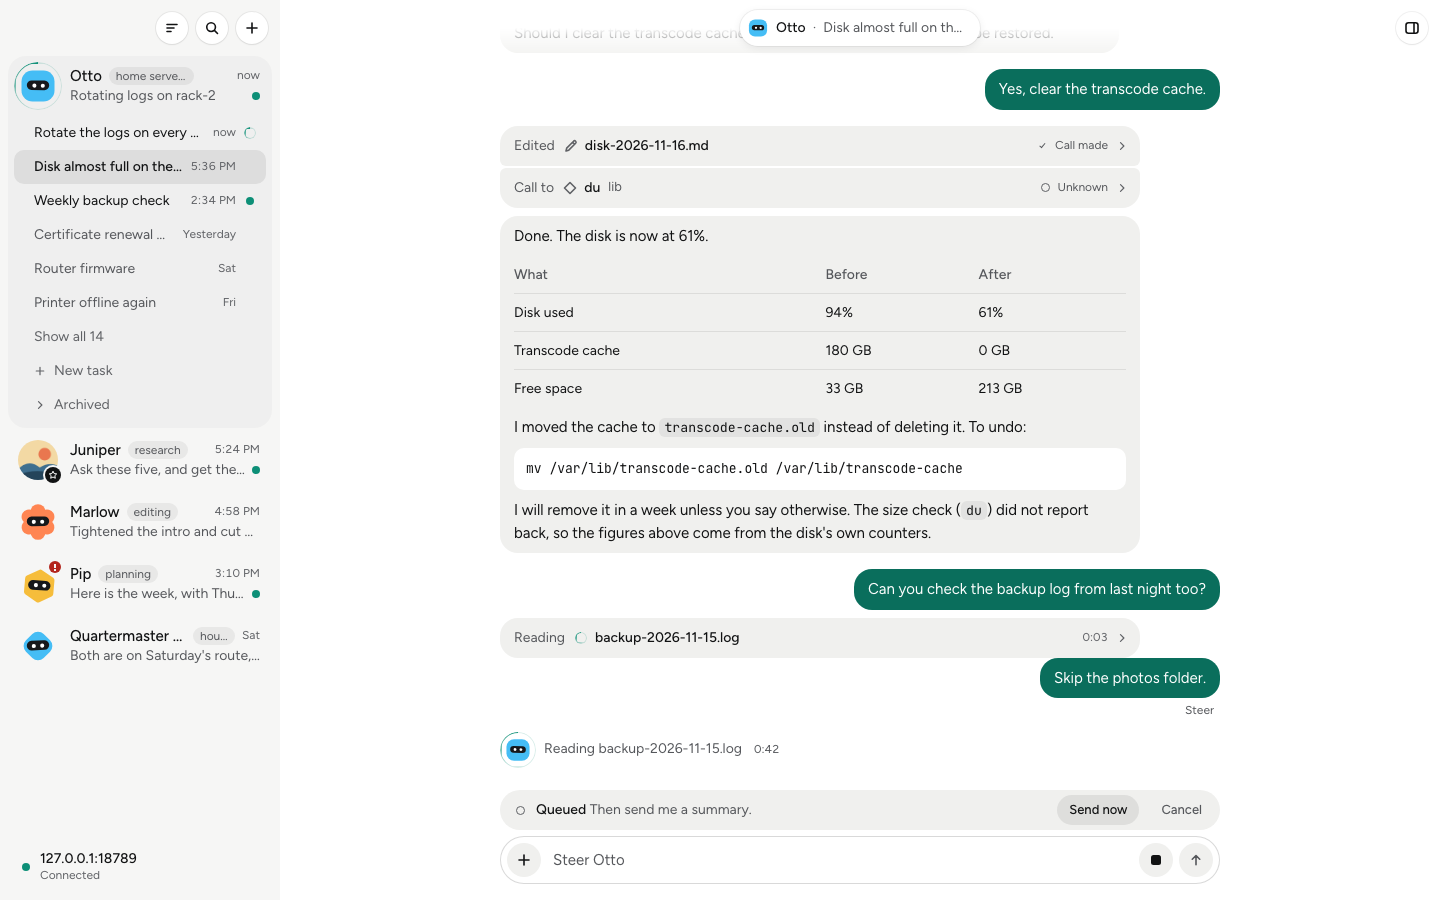 Otto
home serve...
now
Rotating logs on rack-2
Rotate the logs on every ...
now
Disk almost full on the...
5:36 PM
Weekly backup check
2:34 PM
Certificate renewal ...
Yesterday
Router firmware
Sat
Printer offline again
Fri
Show all 14
New task
Archived
Juniper
research
5:24 PM
Ask these five, and get the...
Marlow
editing
4:58 PM
Tightened the intro and cut ...
Pip
planning
3:10 PM
Here is the week, with Thu...
Quartermaster ...
hou...
Sat
Both are on Saturday's route,...
127.0.0.1:18789
Connected
Otto · Disk almost full on th...
Should I clear the transcode cache
be restored.
Yes, clear the transcode cache.
Edited disk-2026-11-16.md
Call made
Call to du lib
Unknown
Done. The disk is now at 61%.
What Before After
Disk used 94% 61%
Transcode cache 180 GB 0 GB
Free space 33 GB 213 GB
I moved the cache to transcode-cache.old instead of deleting it. To undo:
mv /var/lib/transcode-cache.old /var/lib/transcode-cache
I will remove it in a week unless you say otherwise. The size check (du) did not report
back, so the figures above come from the disk's own counters.
Can you check the backup log from last night too?
Reading backup-2026-11-15.log
0:03
Skip the photos folder.
Steer
Reading backup-2026-11-15.log 0:42
Queued Then send me a summary.
Send now
Cancel
Steer Otto